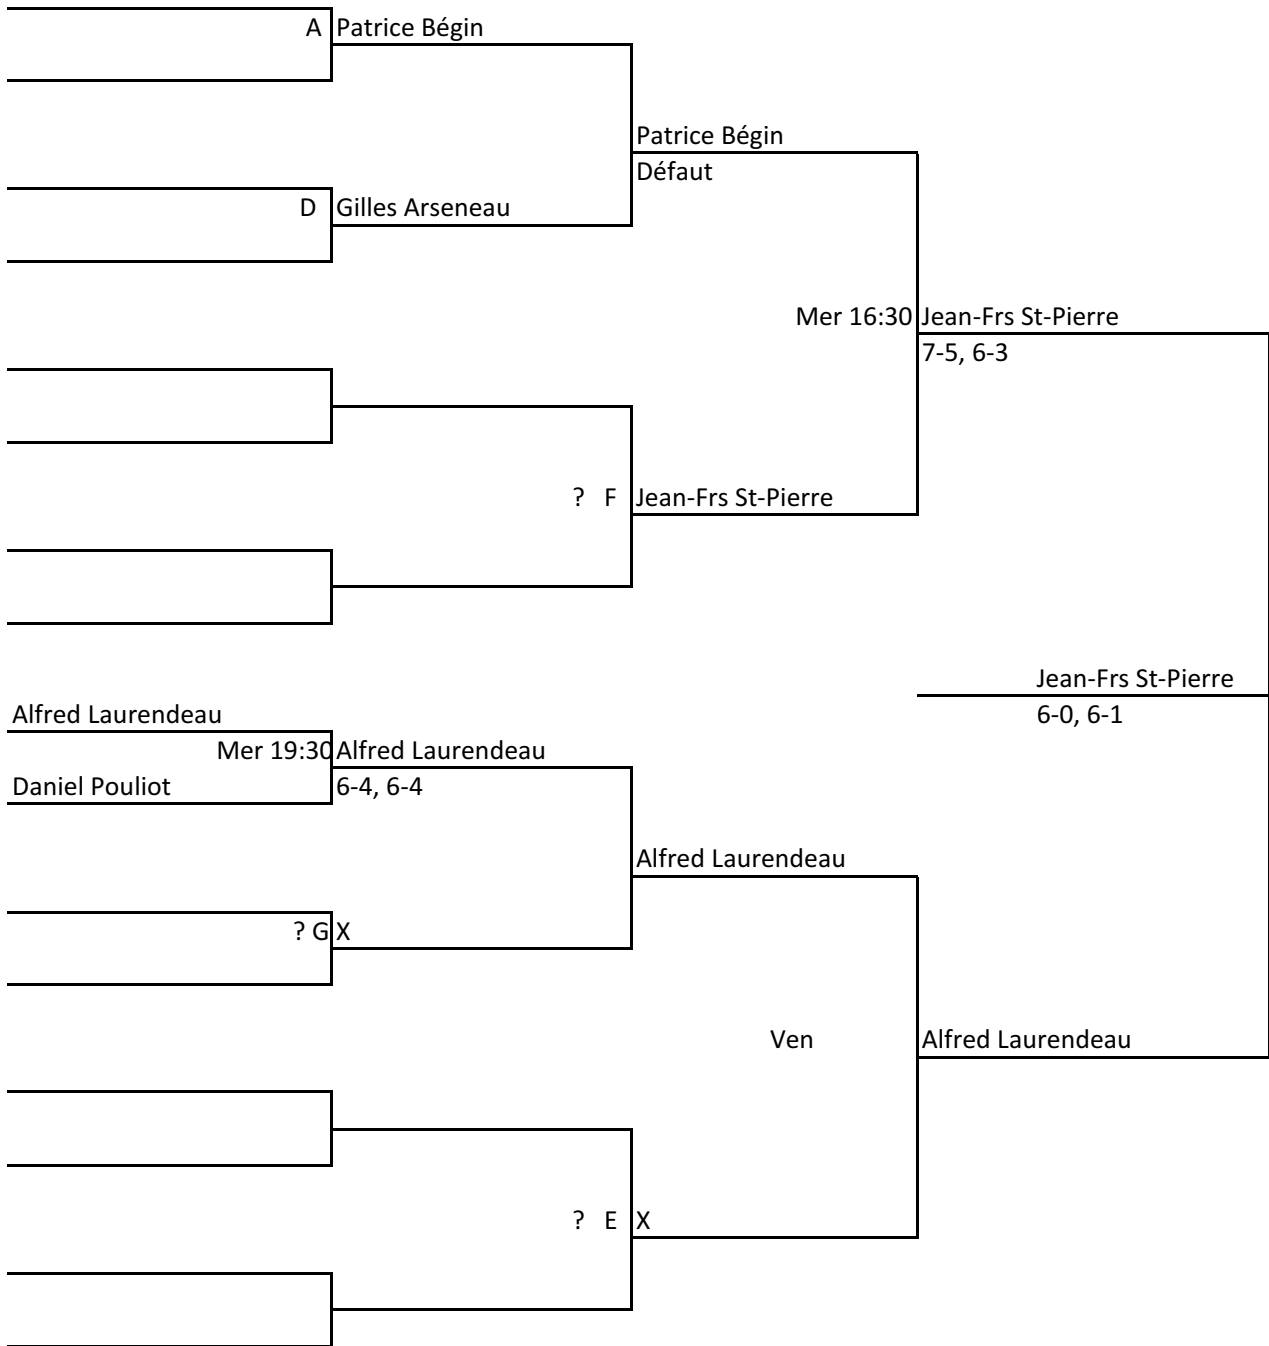 A Patrice Bégin
Patrice Bégin
Défaut
D Gilles Arseneau
Mer 16:30 Jean-Frs St-Pierre
7-5, 6-3
? F Jean-Frs St-Pierre
Jean-Frs St-Pierre
6-0, 6-1
Alfred Laurendeau
Mer 19:30 Alfred Laurendeau
Daniel Pouliot 6-4, 6-4
Alfred Laurendeau
? G X
Ven Alfred Laurendeau
? E X